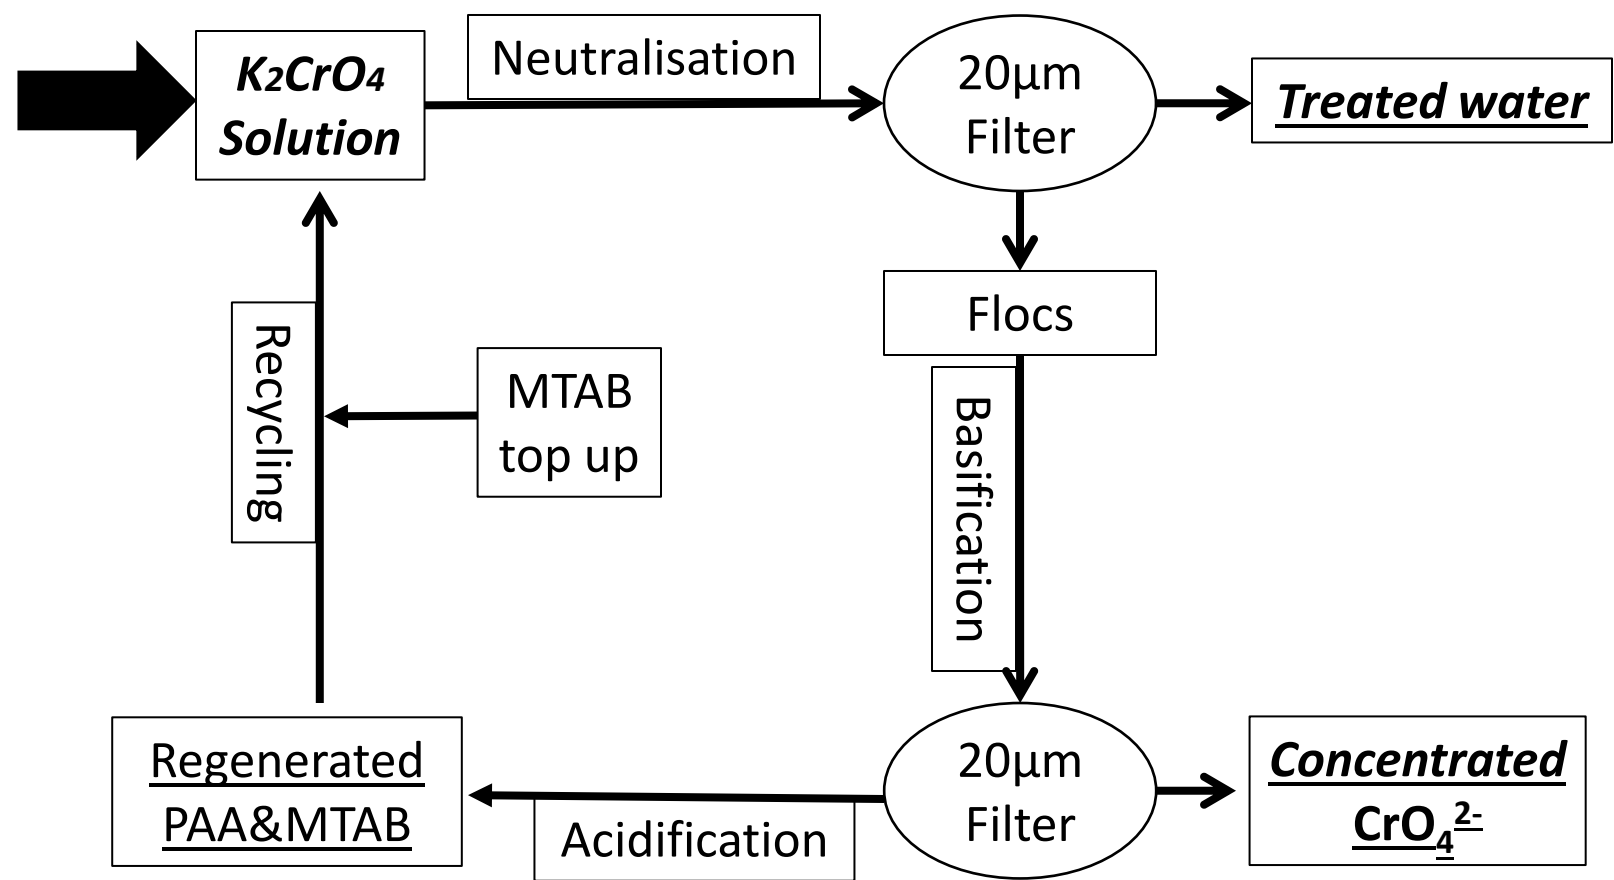 K₂CrO₄
Solution
Neutralisation
20µm
Filter
Treated water
Flocs
Recycling
MTAB
top up
Basification
Regenerated
PAA&MTAB
Acidification
20µm
Filter
Concentrated
CrO₄²⁻